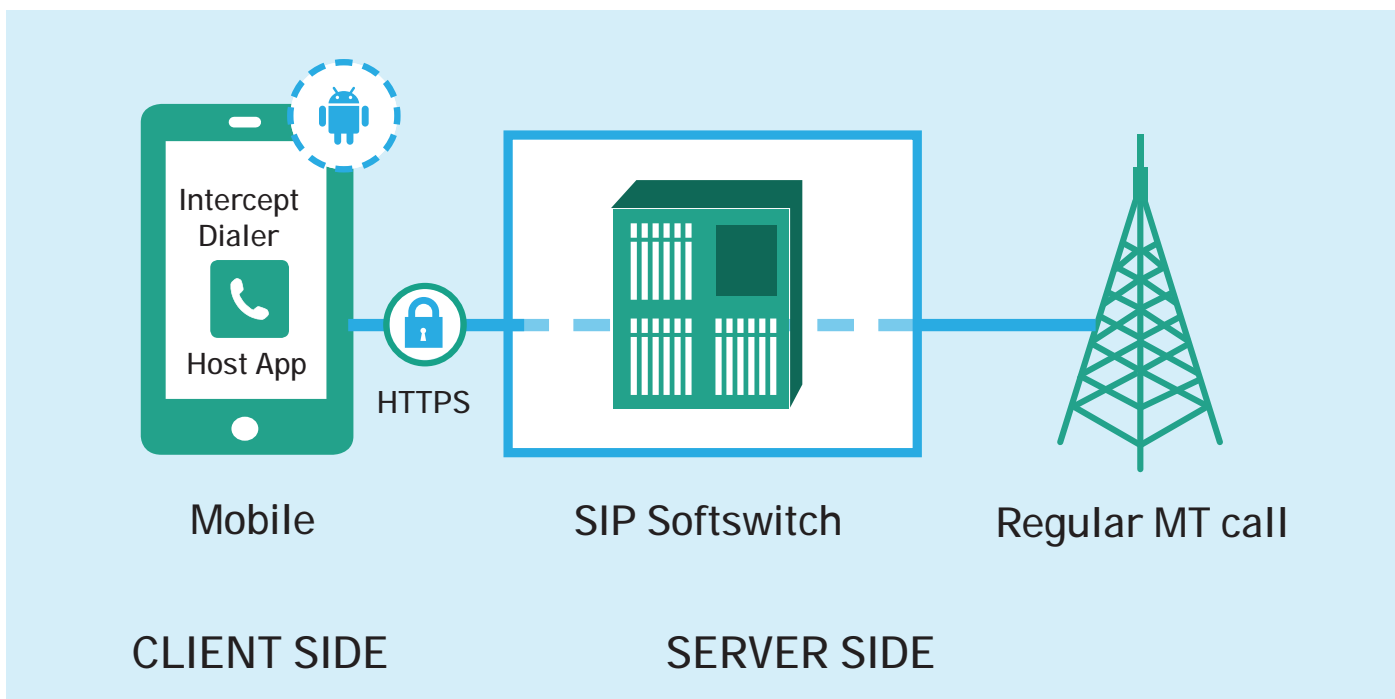 Intercept
Dialer
Host App
HTTPS
Mobile
SIP Softswitch
Regular MT call
CLIENT SIDE
SERVER SIDE